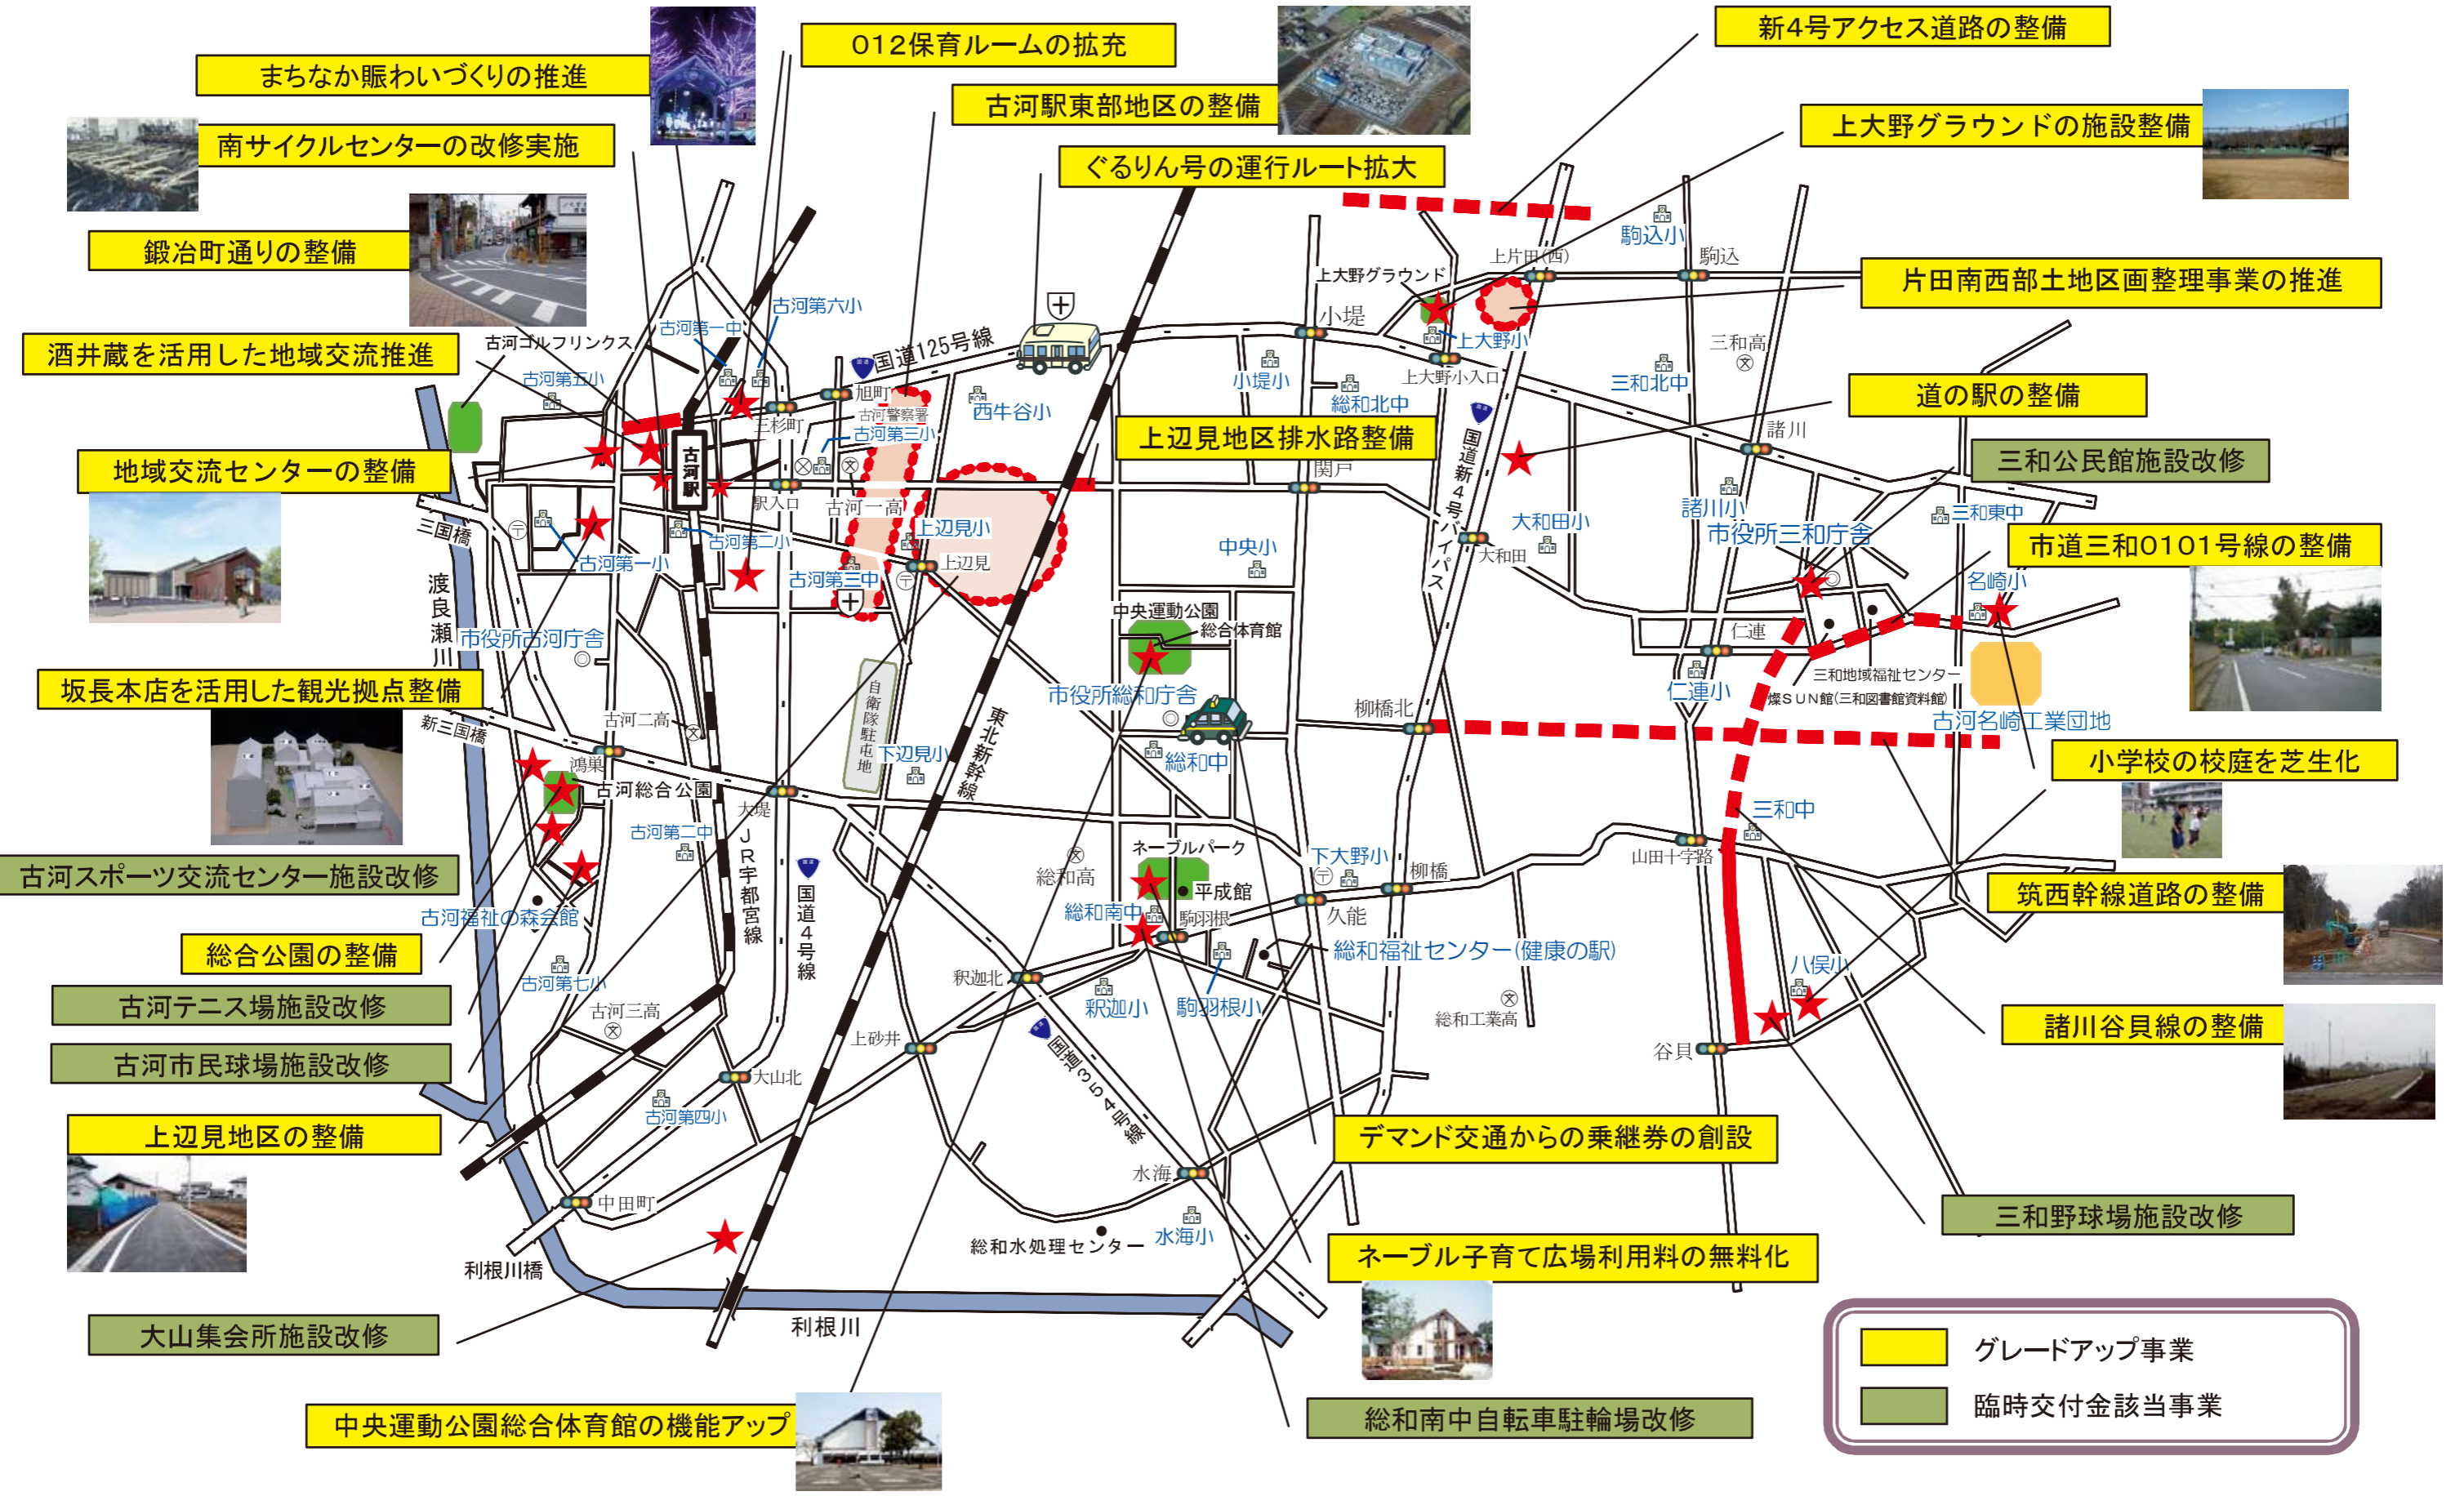 新4号アクセス道路の整備
012保育ルームの拡充
まちなか賑わいづくりの推進
古河駅東部地区の整備
上大野グラウンドの施設整備
南サイクルセンターの改修実施
ぐるりん号の運行ルート拡大
鍛冶町通りの整備
駒込小
駒込
上片田(西)
上大野グラウンド
片田南西部土地区画整理事業の推進
古河第六小
古河第一中
国道125号線
小堤
古河ゴルフリンクス
酒井蔵を活用した地域交流推進
上大野小
三和高
古河第五小
小堤小
上大野小入口
三和北中
旭町
道の駅の整備
総和北中
西牛谷小
古河警察署
三杉町
古河第三小
上辺見地区排水路整備
諸川
国道新4号バイパス
三和公民館施設改修
地域交流センターの整備
古河駅
関戸
駅入口
古河一高
諸川小
三和東中
大和田小
三国橋
上辺見小
市役所三和庁舎
市道三和0101号線の整備
古河第二小
中央小
大和田
古河第一小
上辺見
古河第三中
名崎小
渡良瀬川
中央運動公園
総合体育館
仁連
市役所古河庁舎
三和地域福祉センター
坂長本店を活用した観光拠点整備
自衛隊駐屯地
市役所総和庁舎
仁連小
燦SUN館(三和図書館資料館)
古河二高
柳橋北
古河名崎工業団地
新三国橋
東北新幹線
下辺見小
総和中
鴻巣
小学校の校庭を芝生化
古河総合公園
大堤
三和中
古河第二中
JR宇都宮線
ネーブルパーク
下大野小
山田十字路
古河スポーツ交流センター施設改修
国道4号線
総和高
柳橋
平成館
筑西幹線道路の整備
古河福祉の森会館
総和南中
駒羽根
久能
総合公園の整備
総和福祉センター(健康の駅)
八俣小
釈迦北
古河第七小
古河テニス場施設改修
釈迦小
駒羽根小
古河三高
総和工業高
諸川谷貝線の整備
上砂井
国道354号線
谷貝
古河市民球場施設改修
大山北
古河第四小
上辺見地区の整備
デマンド交通からの乗継券の創設
水海
中田町
三和野球場施設改修
水海小
総和水処理センター
ネーブル子育て広場利用料の無料化
利根川橋
利根川
大山集会所施設改修
グレードアップ事業
臨時交付金該当事業
中央運動公園総合体育館の機能アップ
総和南中自転車駐輪場改修